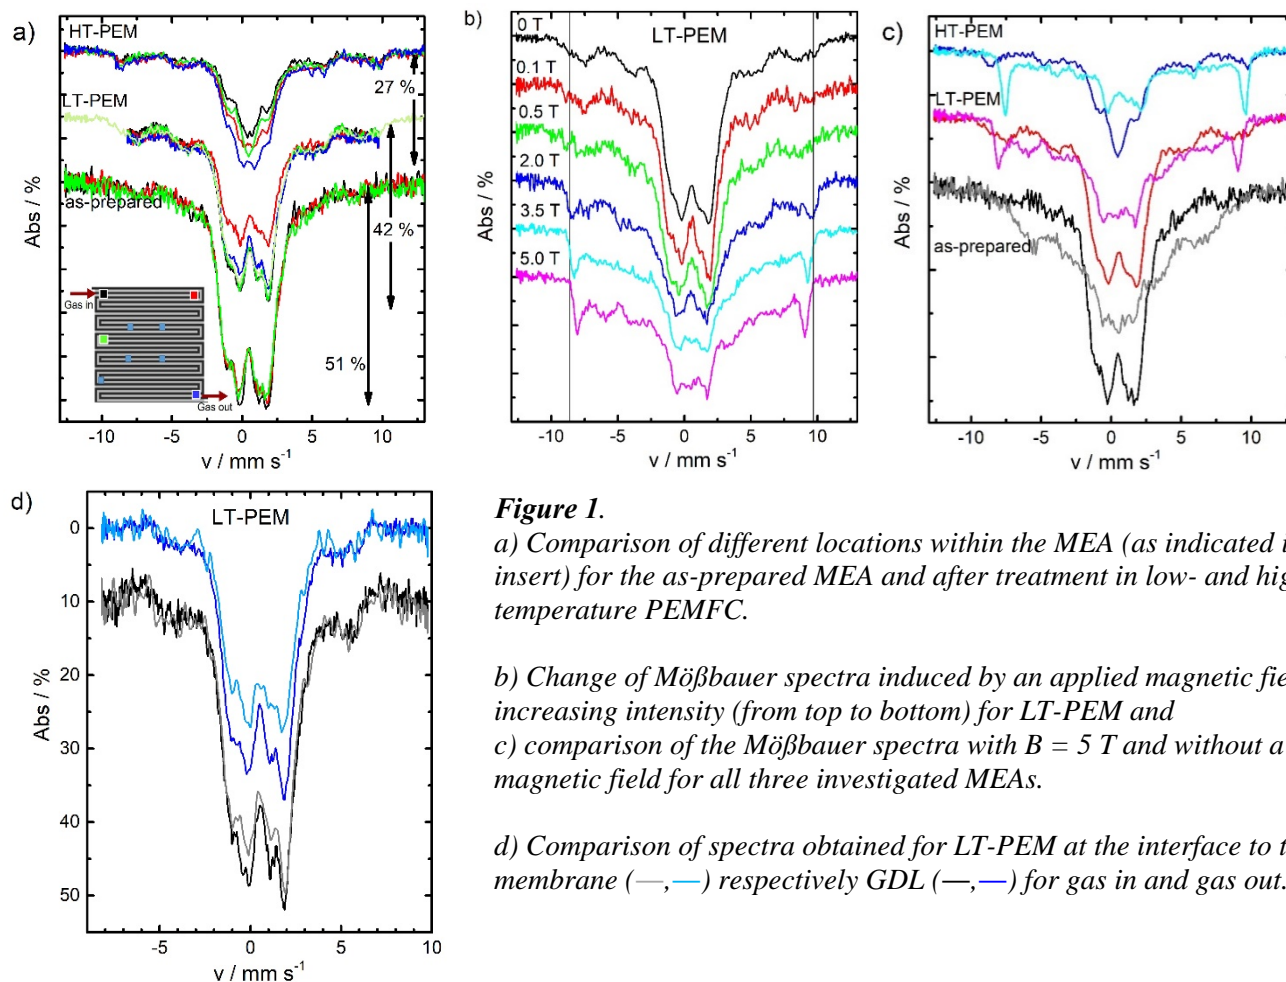 a)
HT-PEM
27 %
LT-PEM
as-prepared
42 %
51 %
Gas in
Gas out
Abs / %
-10 -5 0 5 10
v / mm s⁻¹
b)
LT-PEM
0 T
0.1 T
0.5 T
2.0 T
3.5 T
5.0 T
Abs / %
-10 -5 0 5 10
v / mm s⁻¹
c)
HT-PEM
LT-PEM
as-prepared
Abs / %
-10 -5 0 5 10
v / mm s⁻¹
d)
LT-PEM
0
10
20
30
40
50
Abs / %
-5 0 5 10
v / mm s⁻¹
Figure 1.
a) Comparison of different locations within the MEA (as indicated
insert) for the as-prepared MEA and after treatment in low- and
temperature PEMFC.
b) Change of Mößbauer spectra induced by an applied magnetic
increasing intensity (from top to bottom) for LT-PEM and
c) comparison of the Mößbauer spectra with B = 5 T and without a
magnetic field for all three investigated MEAs.
d) Comparison of spectra obtained for LT-PEM at the interface to
membrane (—,—) respectively GDL (—,—) for gas in and gas out.